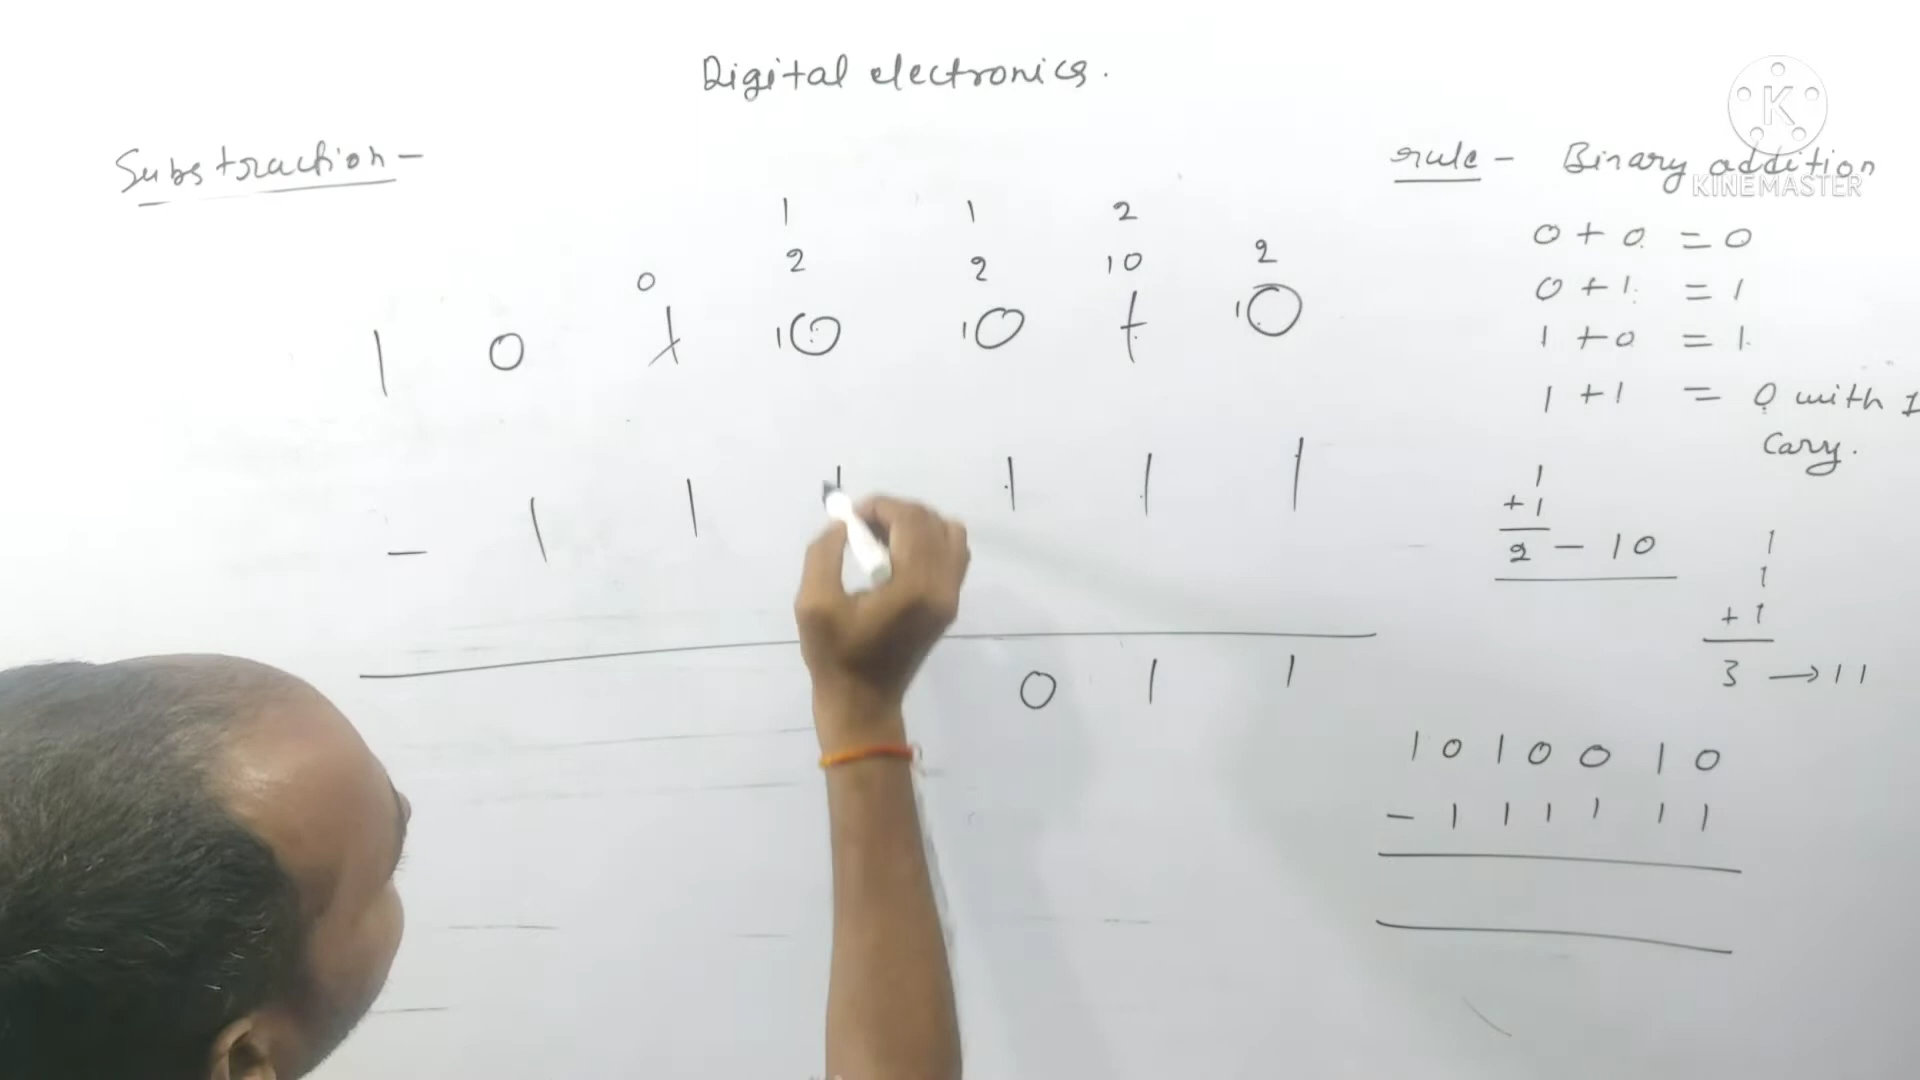 Digital electronics.
Substraction-
1 1 2
0 2 2 10 2
1 0 1 10 10 1 10
- 1 1 1 1 1 1
0 1 1
rule - Binary addition
K
KINEMASTER
0 + 0 = 0
0 + 1 = 1
1 + 0 = 1
1 + 1 = 0 with 1
Cary.
1
+1
2 - 10
1
1
+1
3 → 11
1 0 1 0 0 1 0
- 1 1 1 1 1 1